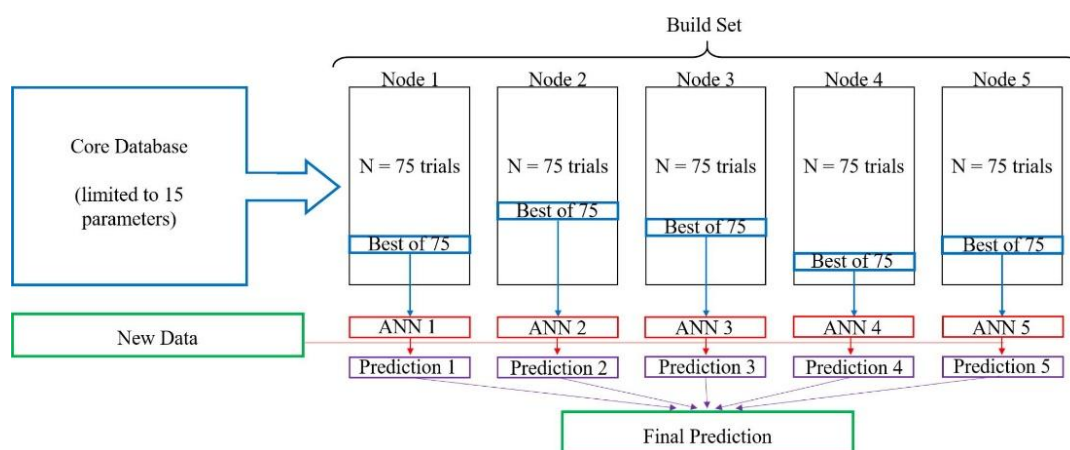 Build Set
Node 1 Node 2 Node 3 Node 4 Node 5
Core Database
(limited to 15
parameters)
N = 75 trials N = 75 trials N = 75 trials N = 75 trials N = 75 trials
Best of 75 Best of 75 Best of 75 Best of 75 Best of 75
New Data
ANN 1 ANN 2 ANN 3 ANN 4 ANN 5
Prediction 1 Prediction 2 Prediction 3 Prediction 4 Prediction 5
Final Prediction